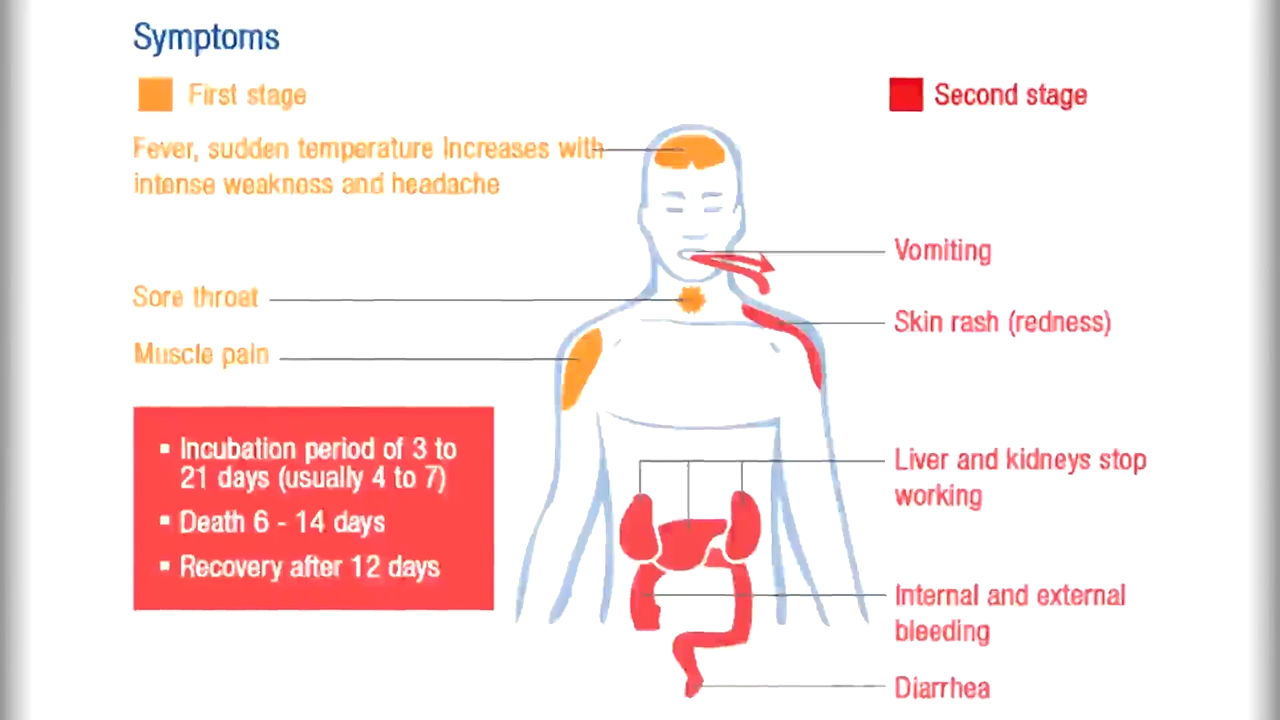 Symptoms
First stage
Second stage
Fever, sudden temperature increases with
intense weakness and headache
Vomiting
Sore throat
Skin rash (redness)
Muscle pain
▪ Incubation period of 3 to
21 days (usually 4 to 7)
▪ Death 6 - 14 days
▪ Recovery after 12 days
Liver and kidneys stop
working
Internal and external
bleeding
Diarrhea